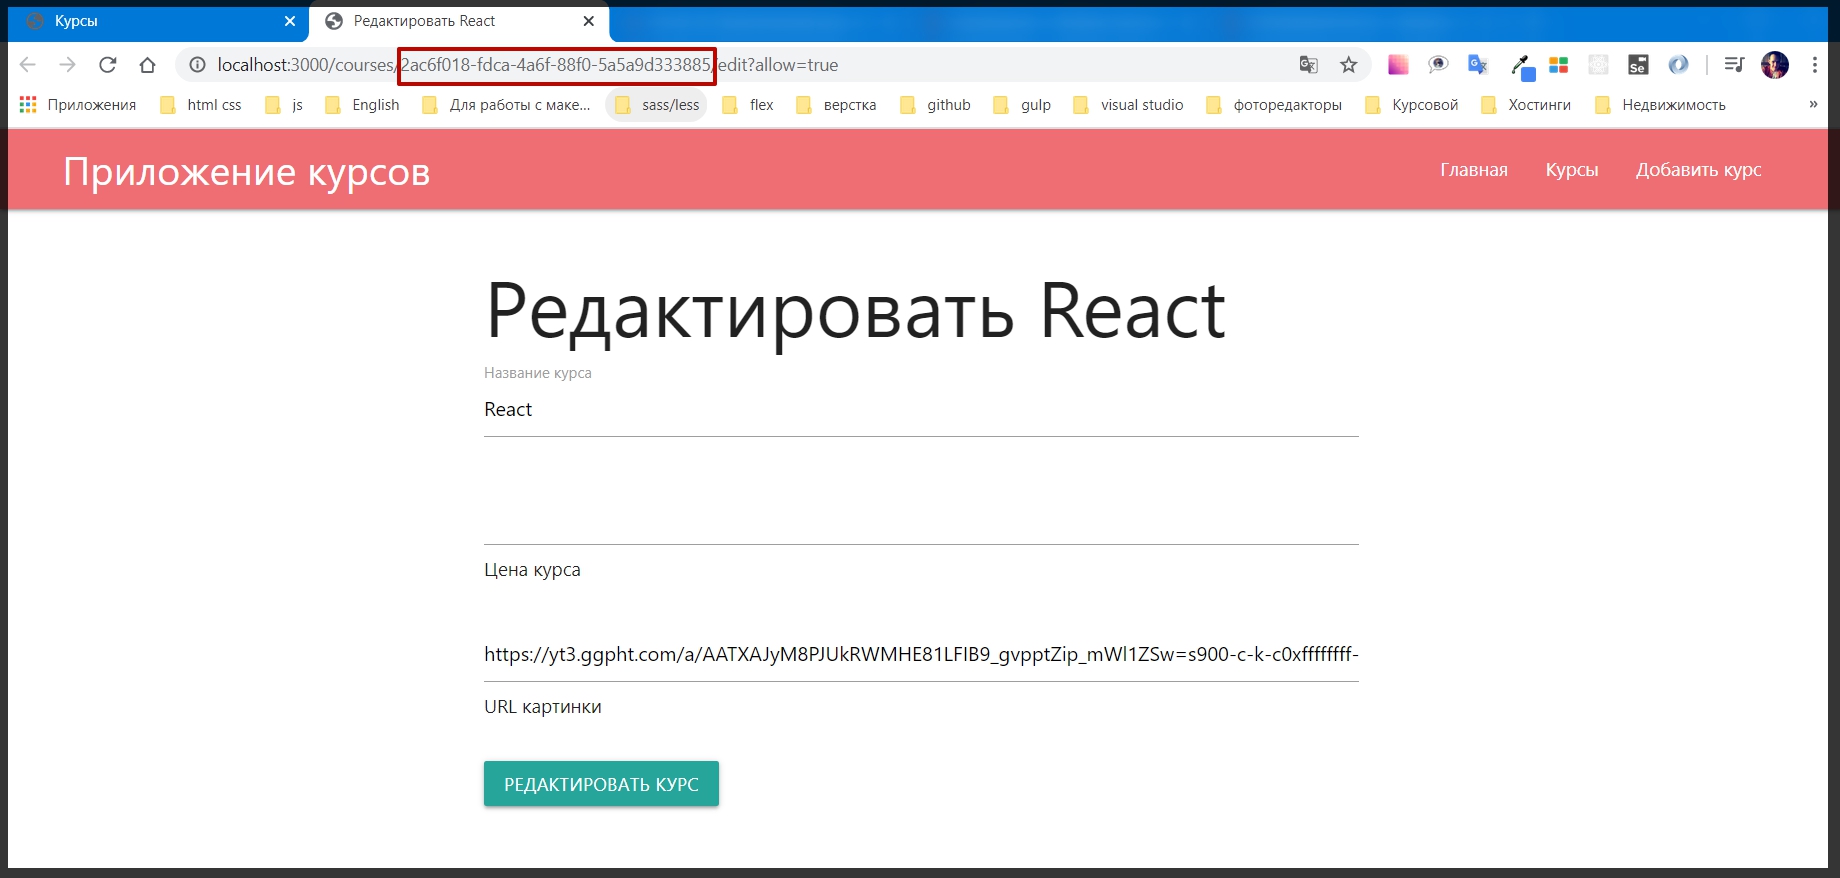 Курсы
Редактировать React
localhost:3000/courses/2ac6f018-fdca-4a6f-88f0-5a5a9d333885/edit?allow=true
Приложения html css js English Для работы с маке... sass/less flex верстка github gulp visual studio фоторедакторы Курсовой Хостинги Недвижимость »
Приложение курсов
Главная Курсы Добавить курс
Редактировать React
Название курса
React
Цена курса
https://yt3.ggpht.com/a/AATXAJyM8PJUkRWMHE81LFIB9_gvpptZip_mWl1ZSw=s900-c-k-c0xffffffff-
URL картинки
РЕДАКТИРОВАТЬ КУРС